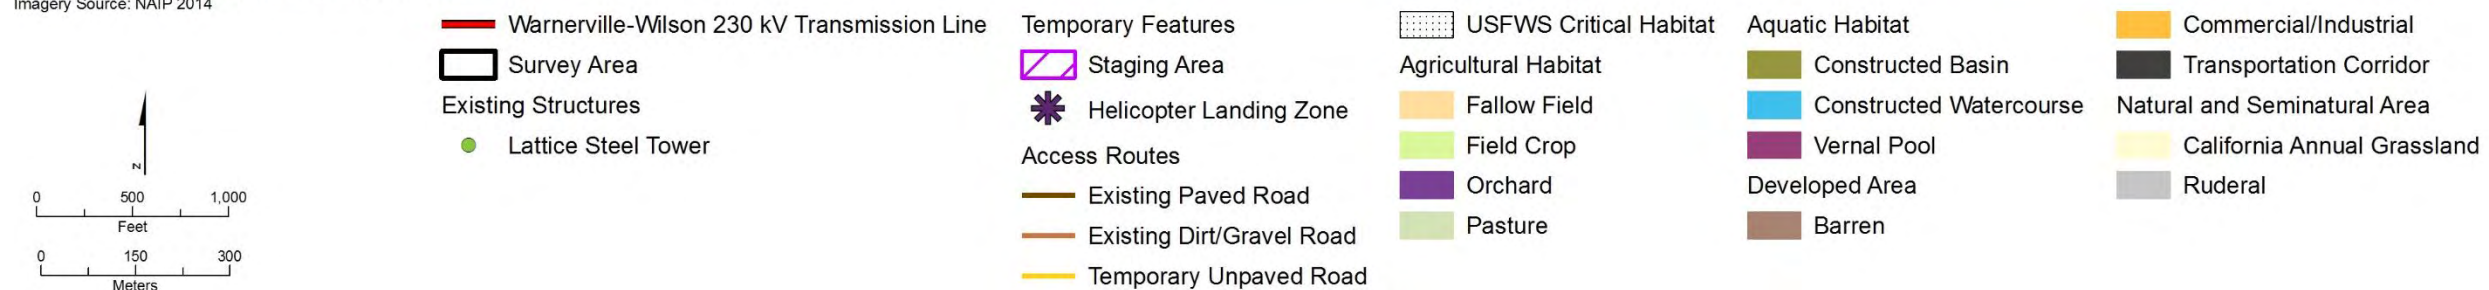 Imagery Source: NAIP 2014
N
0 500 1,000
Feet
0 150 300
Meters
Warnerville-Wilson 230 kV Transmission Line
Survey Area
Existing Structures
Lattice Steel Tower
Temporary Features
Staging Area
Helicopter Landing Zone
Access Routes
Existing Paved Road
Existing Dirt/Gravel Road
Temporary Unpaved Road
USFWS Critical Habitat
Agricultural Habitat
Fallow Field
Field Crop
Orchard
Pasture
Aquatic Habitat
Constructed Basin
Constructed Watercourse
Vernal Pool
Developed Area
Barren
Commercial/Industrial
Transportation Corridor
Natural and Seminatural Area
California Annual Grassland
Ruderal